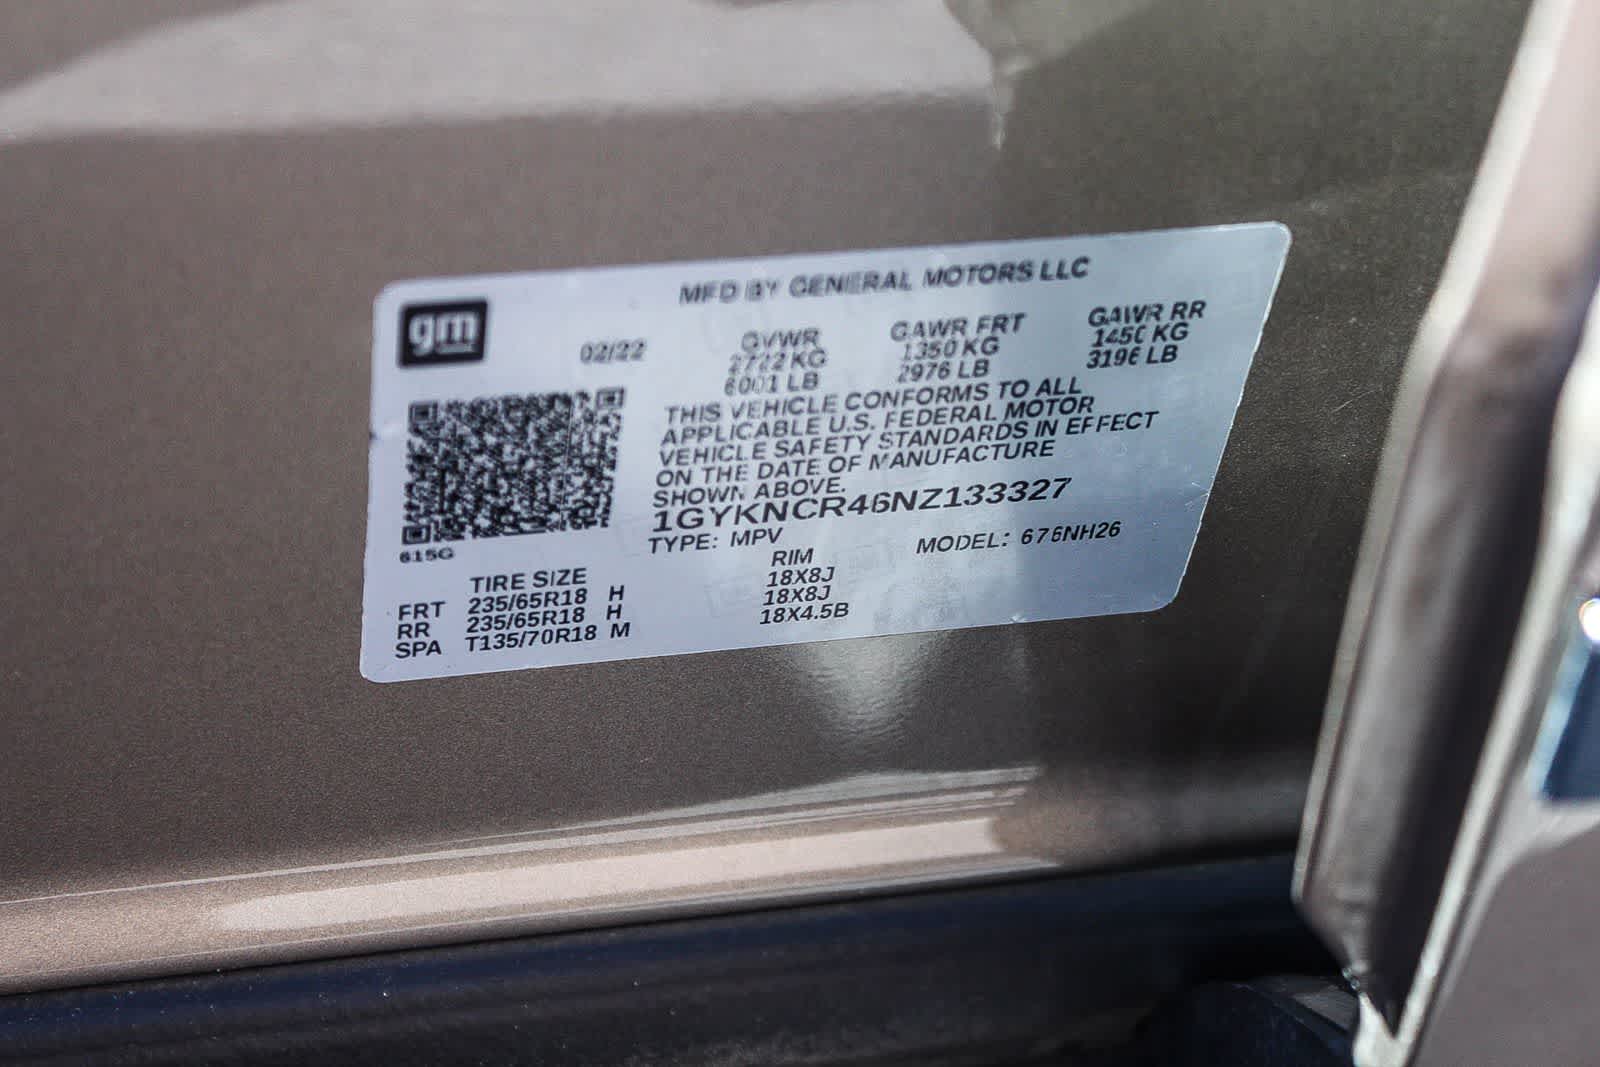 MFD BY GENERAL MOTORS LLC
gm
02/22 GVWR GAWR FRT GAWR RR
2722 KG 1350 KG 1450 KG
6001 LB 2976 LB 3196 LB
THIS VEHICLE CONFORMS TO ALL
APPLICABLE U.S. FEDERAL MOTOR
VEHICLE SAFETY STANDARDS IN EFFECT
ON THE DATE OF MANUFACTURE
SHOWN ABOVE.
1GYKNCR46NZ133327
TYPE: MPV MODEL: 676NH26
615G
TIRE SIZE RIM
FRT 235/65R18 H 18X8J
RR 235/65R18 H 18X8J
SPA T135/70R18 M 18X4.5B